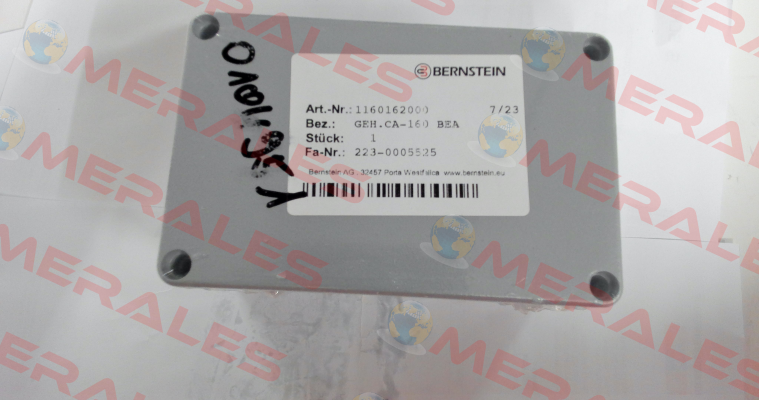 BERNSTEIN
Art.-Nr.: 1160162000 7/23
Bez.: GEH.CA-160 BEA
Stück: 1
Fa-Nr.: 223-0005525
Bernstein AG . 32457 Porta Westfalica www.bernstein.eu
MERALES
MERALES
MERALES
MERALES
MERALES
MERALES